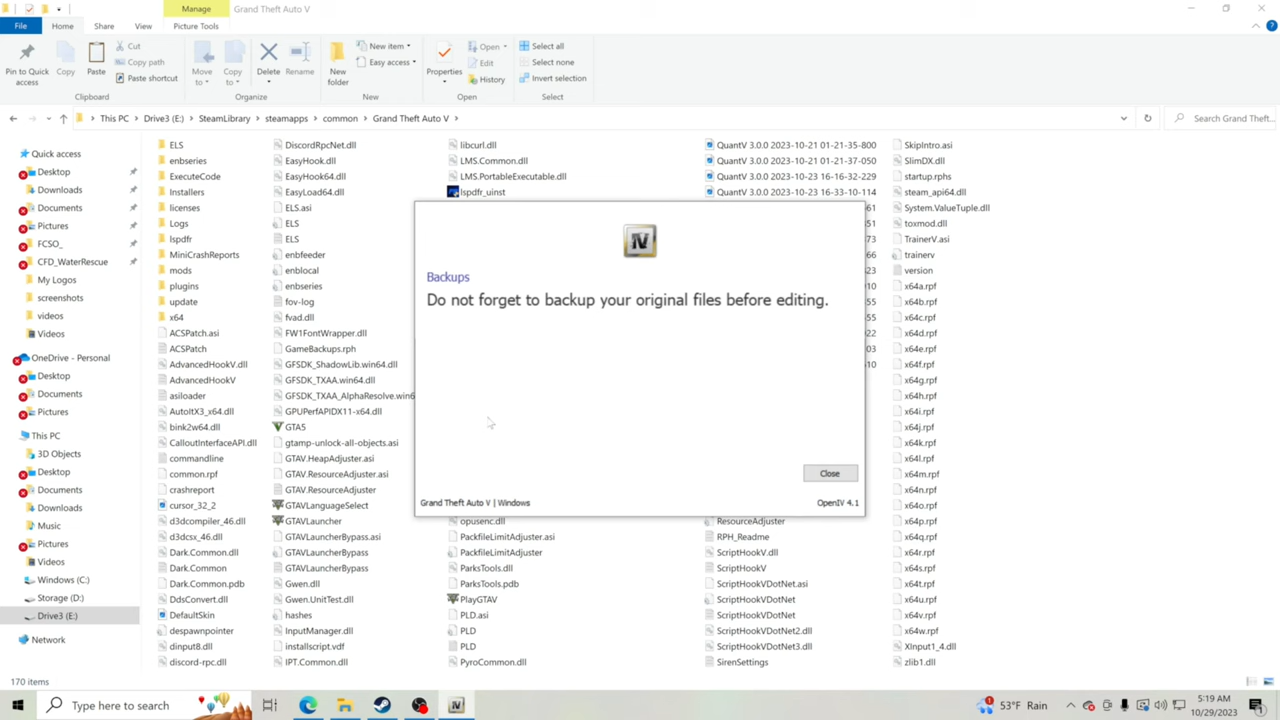 Manage
Grand Theft Auto V
File
Home
Share
View
Picture Tools
Pin to Quick access
Copy
Paste
Cut
Copy path
Paste shortcut
Clipboard
Move to
Copy to
Delete
Rename
Organize
New folder
New item
Easy access
New
Properties
Open
Edit
History
Open
Select all
Select none
Invert selection
Select
This PC > Drive3 (E:) > SteamLibrary > steamapps > common > Grand Theft Auto V >
Search Grand Theft...
Quick access
Desktop
Downloads
Documents
Pictures
FCSO_
CFD_WaterRescue
My Logos
screenshots
videos
Videos
OneDrive - Personal
Desktop
Documents
Pictures
This PC
3D Objects
Desktop
Documents
Downloads
Music
Pictures
Videos
Windows (C:)
Storage (D:)
Drive3 (E:)
Network
ELS
enbseries
ExecuteCode
Installers
licenses
Logs
lspdfr
MiniCrashReports
mods
plugins
update
x64
ACSPatch.asi
ACSPatch
AdvancedHookV.dll
AdvancedHookV
asiloader
AutoItX3_x64.dll
bink2w64.dll
CalloutInterfaceAPI.dll
commandline
common.rpf
crashreport
cursor_32_2
d3dcompiler_46.dll
d3dcsx_46.dll
Dark.Common.dll
Dark.Common
Dark.Common.pdb
DdsConvert.dll
DefaultSkin
despawnpointer
dinput8.dll
discord-rpc.dll
DiscordRpcNet.dll
EasyHook.dll
EasyHook64.dll
EasyLoad64.dll
ELS.asi
ELS
ELS
enbfeeder
enblocal
enbseries
fov-log
fvad.dll
FW1FontWrapper.dll
GameBackups.rph
GFSDK_ShadowLib.win64.dll
GFSDK_TXAA.win64.dll
GFSDK_TXAA_AlphaResolve.win6
GPUPerfAPIDX11-x64.dll
GTA5
gtamp-unlock-all-objects.asi
GTAV.HeapAdjuster.asi
GTAV.ResourceAdjuster.asi
GTAV.ResourceAdjuster
GTAVLanguageSelect
GTAVLauncher
GTAVLauncherBypass.asi
GTAVLauncherBypass
GTAVLauncherBypass
Gwen.dll
Gwen.UnitTest.dll
hashes
InputManager.dll
installscript.vdf
IPT.Common.dll
libcurl.dll
LMS.Common.dll
LMS.PortableExecutable.dll
lspdfr_uninst
Backups
Do not forget to backup your original files before editing.
Close
Grand Theft Auto V | Windows
OpenIV 4.1
opusenc.dll
PackfileLimitAdjuster.asi
PackfileLimitAdjuster
ParksTools.dll
ParksTools.pdb
PlayGTAV
PLD.asi
PLD
PLD
PyroCommon.dll
QuantV 3.0.0 2023-10-21 01-21-35-800
QuantV 3.0.0 2023-10-21 01-21-37-050
QuantV 3.0.0 2023-10-23 16-16-32-229
QuantV 3.0.0 2023-10-23 16-33-10-114
61
73
23
10
55
55
22
03
10
ResourceAdjuster
RPH_Readme
ScriptHookV.dll
ScriptHookV
ScriptHookVDotNet.asi
ScriptHookVDotNet
ScriptHookVDotNet
ScriptHookVDotNet2.dll
ScriptHookVDotNet3.dll
SirenSettings
SkipIntro.asi
SlimDX.dll
startup.rphs
steam_api64.dll
System.ValueTuple.dll
toxmod.dll
TrainerV.asi
trainerv
version
x64a.rpf
x64b.rpf
x64c.rpf
x64d.rpf
x64e.rpf
x64f.rpf
x64g.rpf
x64h.rpf
x64i.rpf
x64j.rpf
x64k.rpf
x64l.rpf
x64m.rpf
x64n.rpf
x64o.rpf
x64p.rpf
x64q.rpf
x64r.rpf
x64s.rpf
x64t.rpf
x64u.rpf
x64v.rpf
x64w.rpf
XInput1_4.dll
zlib1.dll
170 items
Type here to search
53°F Rain
5:19 AM
10/29/2023